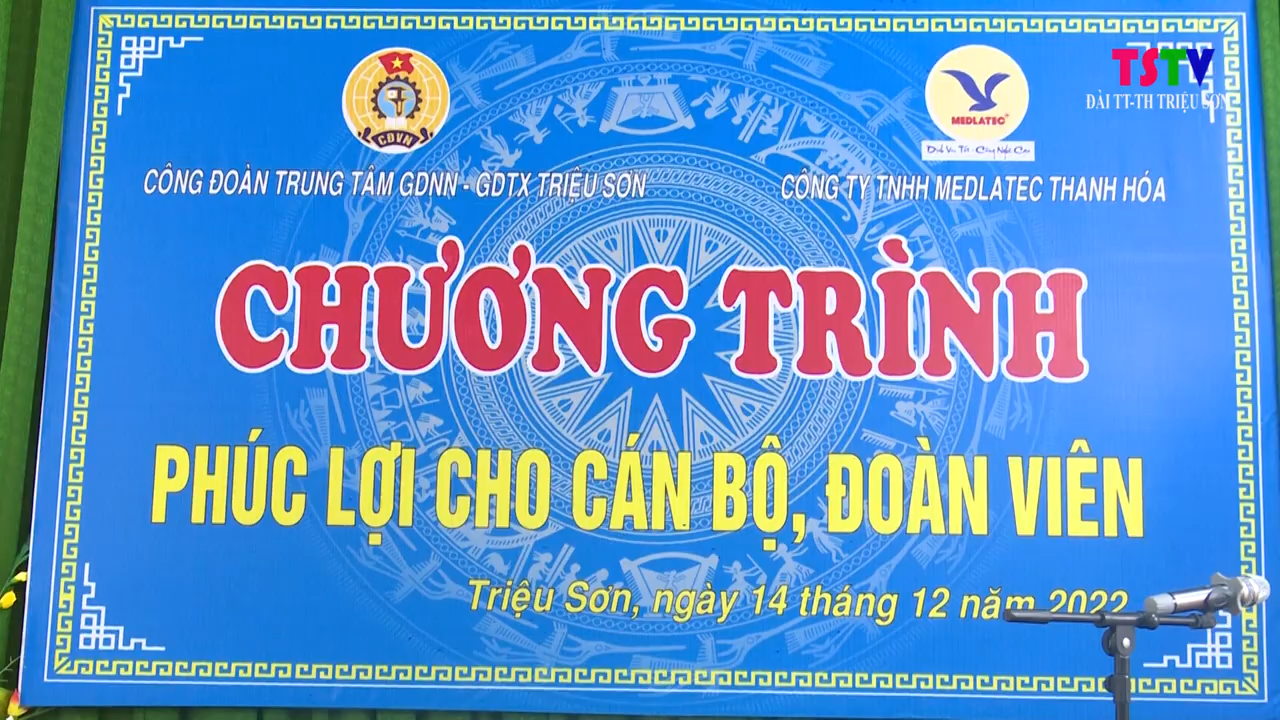 TSTV
ĐÀI TT-TH TRIỆU SƠN
CĐVN
MEDLATEC
Dịch Vụ Tốt - Công Nghệ Cao
CÔNG ĐOÀN TRUNG TÂM GDNN - GDTX TRIỆU SƠN
CÔNG TY TNHH MEDLATEC THANH HÓA
CHƯƠNG TRÌNH
PHÚC LỢI CHO CÁN BỘ, ĐOÀN VIÊN
Triệu Sơn, ngày 14 tháng 12 năm 2022